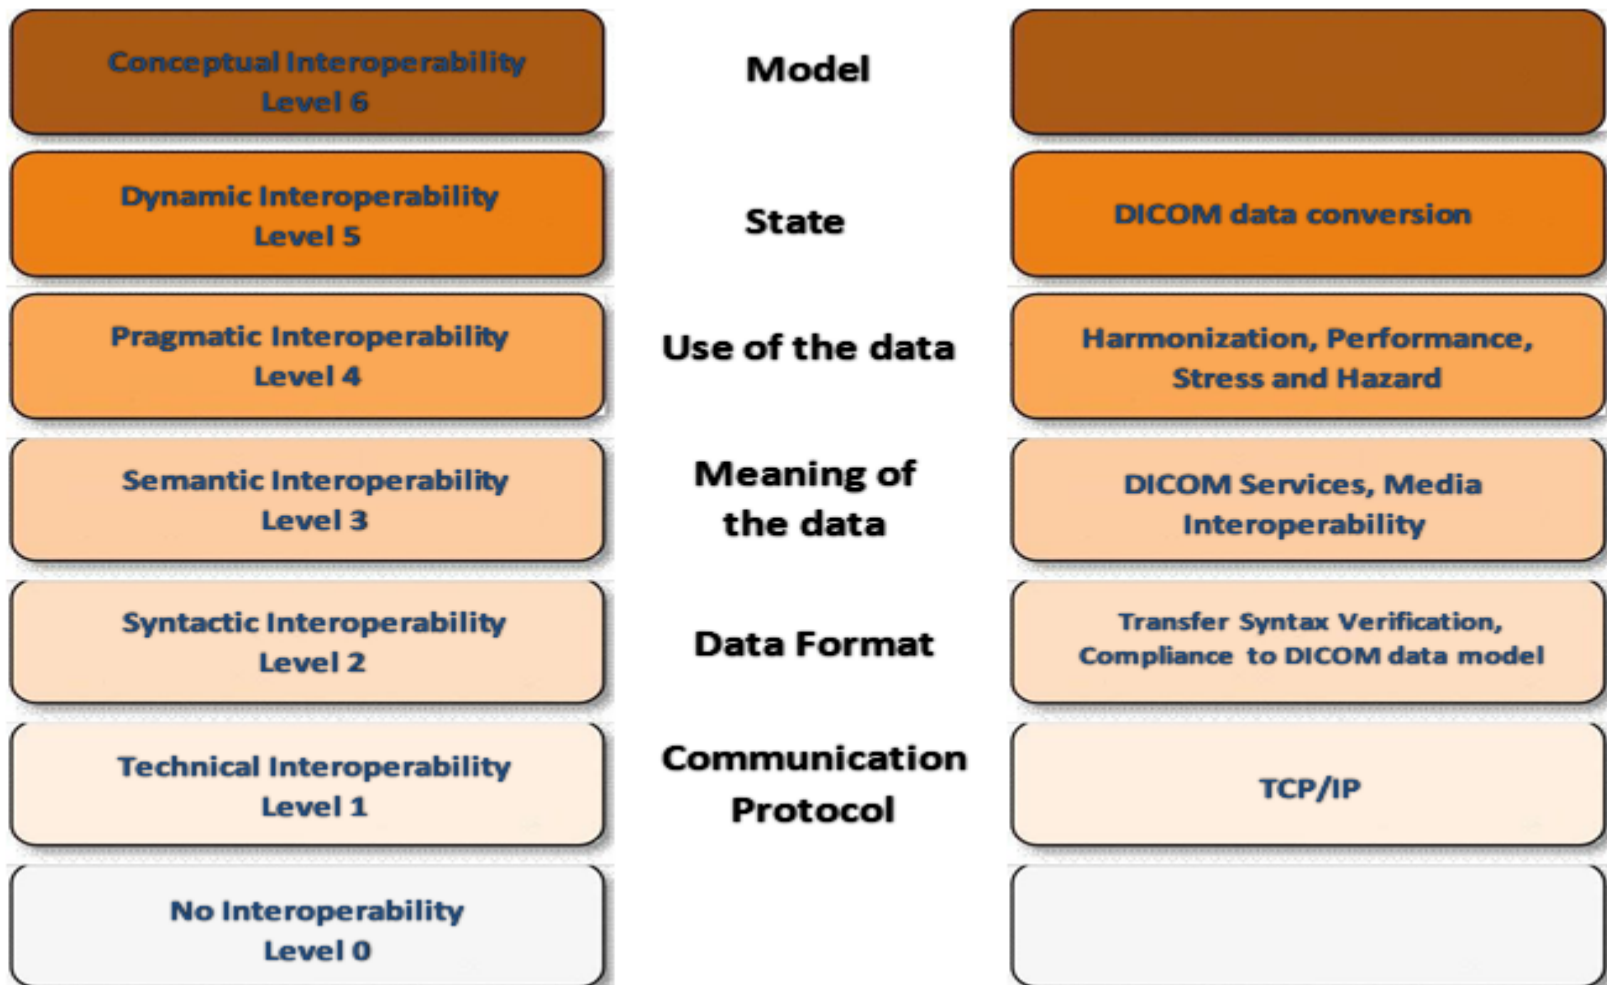 Conceptual Interoperability
Level 6
Model
Dynamic Interoperability
Level 5
State
DICOM data conversion
Pragmatic Interoperability
Level 4
Use of the data
Harmonization, Performance,
Stress and Hazard
Semantic Interoperability
Level 3
Meaning of
the data
DICOM Services, Media
Interoperability
Syntactic Interoperability
Level 2
Data Format
Transfer Syntax Verification,
Compliance to DICOM data model
Technical Interoperability
Level 1
Communication
Protocol
TCP/IP
No Interoperability
Level 0